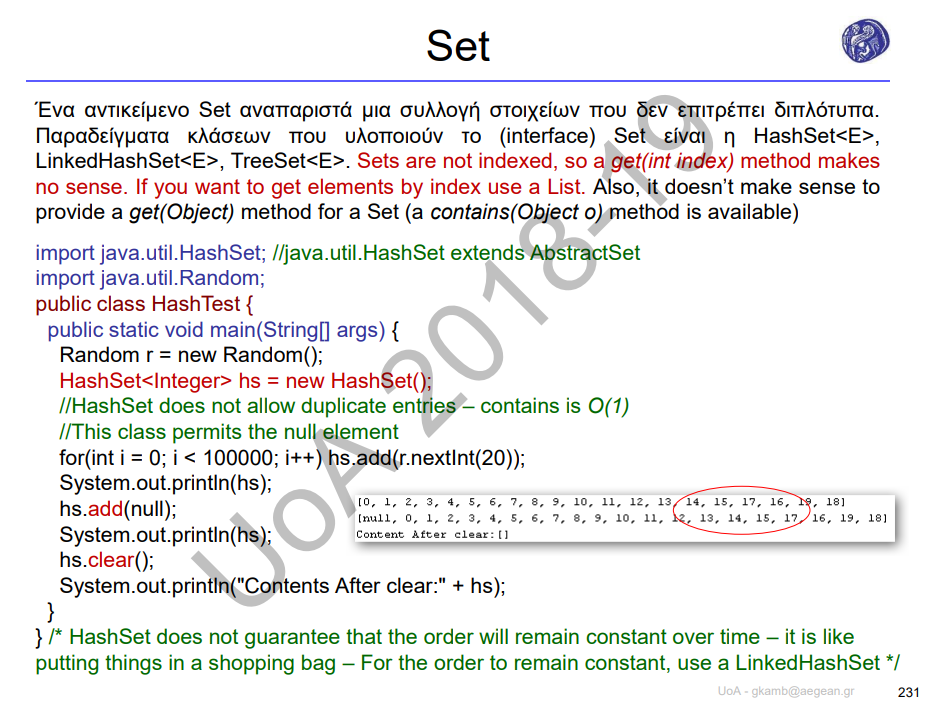 Set
Ένα αντικείμενο Set αναπαριστά μια συλλογή στοιχείων που δεν επιτρέπει διπλότυπα.
Παραδείγματα κλάσεων που υλοποιούν το (interface) Set είναι η HashSet<E>,
LinkedHashSet<E>, TreeSet<E>. Sets are not indexed, so a get(int index) method makes
no sense. If you want to get elements by index use a List. Also, it doesn’t make sense to
provide a get(Object) method for a Set (a contains(Object o) method is available)
import java.util.HashSet; //java.util.HashSet extends AbstractSet
import java.util.Random;
public class HashTest {
public static void main(String[] args) {
Random r = new Random();
HashSet<Integer> hs = new HashSet();
//HashSet does not allow duplicate entries – contains is O(1)
//This class permits the null element
for(int i = 0; i < 100000; i++) hs.add(r.nextInt(20));
System.out.println(hs);
hs.add(null);
System.out.println(hs);
hs.clear();
System.out.println("Contents After clear:" + hs);
}
} /* HashSet does not guarantee that the order will remain constant over time – it is like
putting things in a shopping bag – For the order to remain constant, use a LinkedHashSet */
[0, 1, 2, 3, 4, 5, 6, 7, 8, 9, 10, 11, 12, 13, 14, 15, 17, 16, 19, 18]
[null, 0, 1, 2, 3, 4, 5, 6, 7, 8, 9, 10, 11, 12, 13, 14, 15, 17, 16, 19, 18]
Content After clear:[]
UoA 2018-19
UoA - gkamb@aegean.gr
231